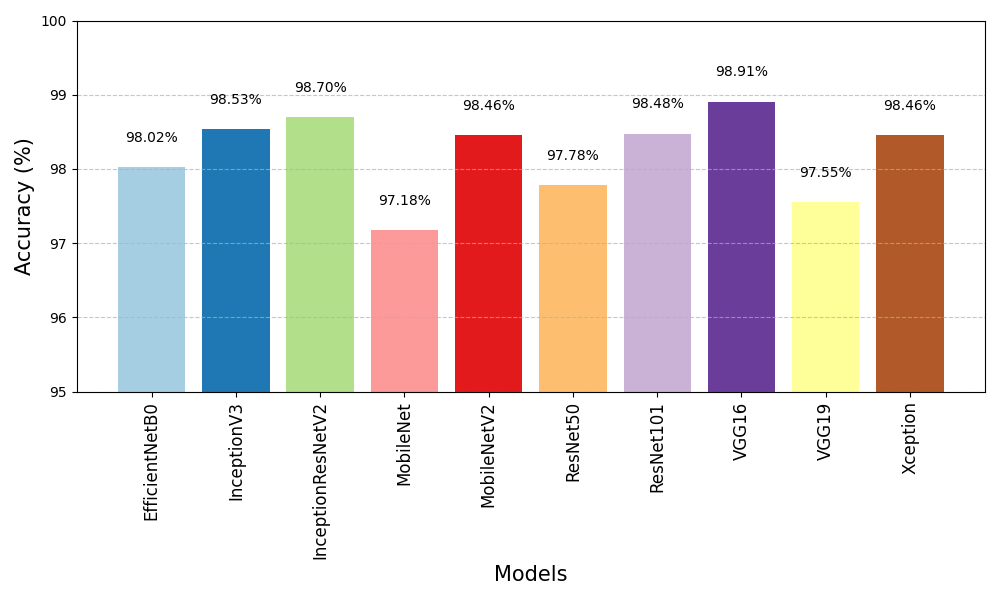 100
99
98
97
96
95
Accuracy (%)
98.02%
98.53%
98.70%
97.18%
98.46%
97.78%
98.48%
98.91%
97.55%
98.46%
EfficientNetB0
InceptionV3
InceptionResNetV2
MobileNet
MobileNetV2
ResNet50
ResNet101
VGG16
VGG19
Xception
Models